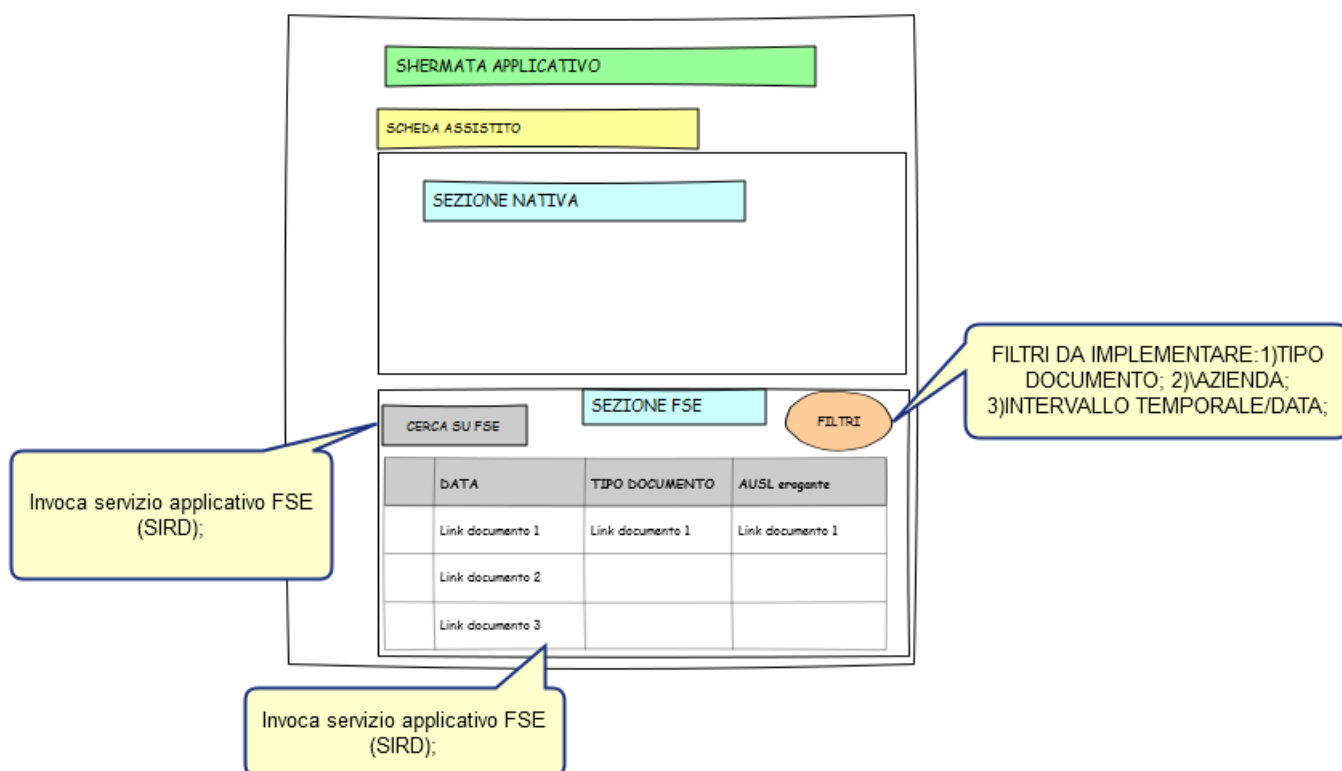 SHERMATA APPLICATIVO
SCHEDA ASSISTITO
SEZIONE NATIVA
FILTRI DA IMPLEMENTARE:1)TIPO
DOCUMENTO; 2)\AZIENDA;
3)INTERVALLO TEMPORALE/DATA;
SEZIONE FSE
CERCA SU FSE
FILTRI
Invoca servizio applicativo FSE
(SIRD);
DATA TIPO DOCUMENTO AUSL erogante
Link documento 1 Link documento 1 Link documento 1
Link documento 2
Link documento 3
Invoca servizio applicativo FSE
(SIRD);